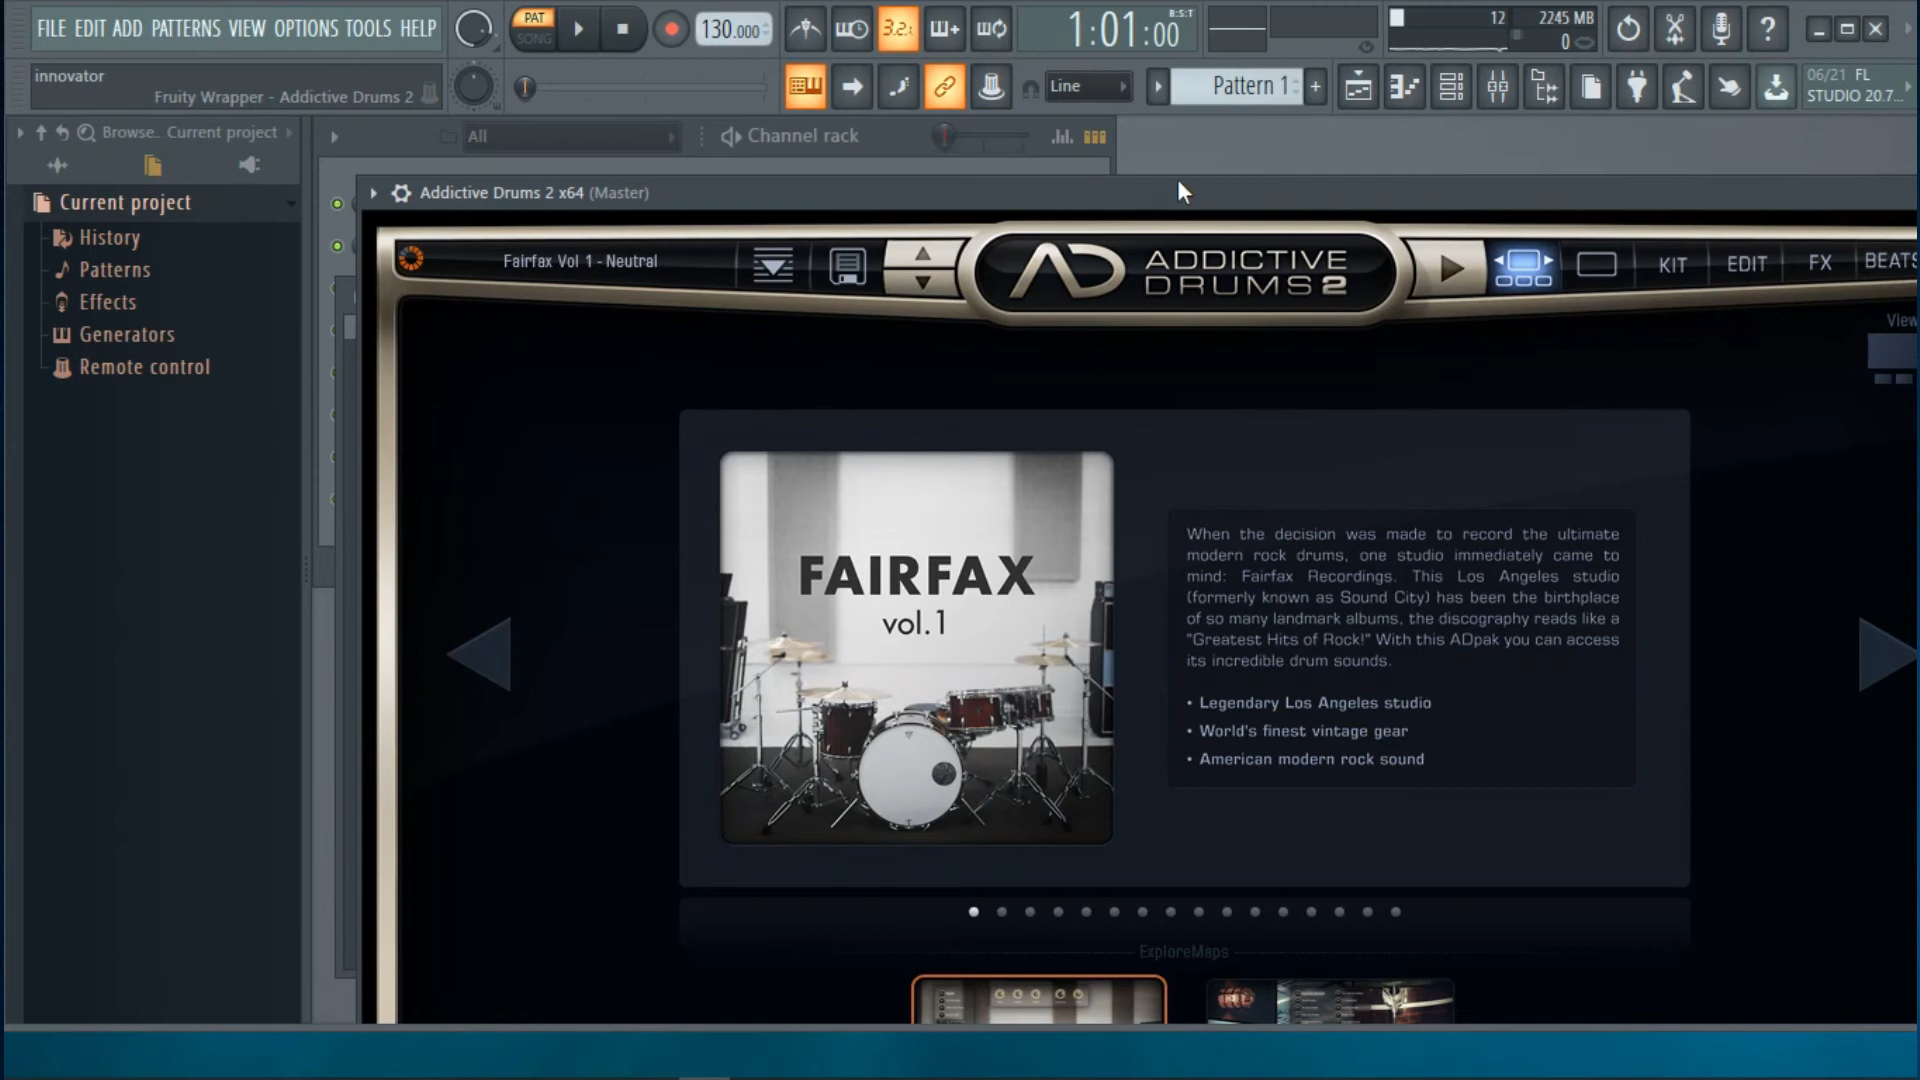 FILE EDIT ADD PATTERNS VIEW OPTIONS TOOLS HELP
PAT
SONG
130.000
3.2.
1:01:00
B:S:T
12
2245 MB
0
innovator
Fruity Wrapper - Addictive Drums 2
Line
Pattern 1
06/21 FL
STUDIO 20.7...
Browse.. Current project
All
Channel rack
Current project
History
Patterns
Effects
Generators
Remote control
Addictive Drums 2 x64 (Master)
Fairfax Vol 1 - Neutral
ADDICTIVE
DRUMS 2
KIT
EDIT
FX
BEATS
View
FAIRFAX
vol.1
When the decision was made to record the ultimate
modern rock drums, one studio immediately came to
mind: Fairfax Recordings. This Los Angeles studio
(formerly known as Sound City) has been the birthplace
of so many landmark albums, the discography reads like a
"Greatest Hits of Rock!" With this ADpak you can access
its incredible drum sounds.
• Legendary Los Angeles studio
• World's finest vintage gear
• American modern rock sound
ExploreMaps